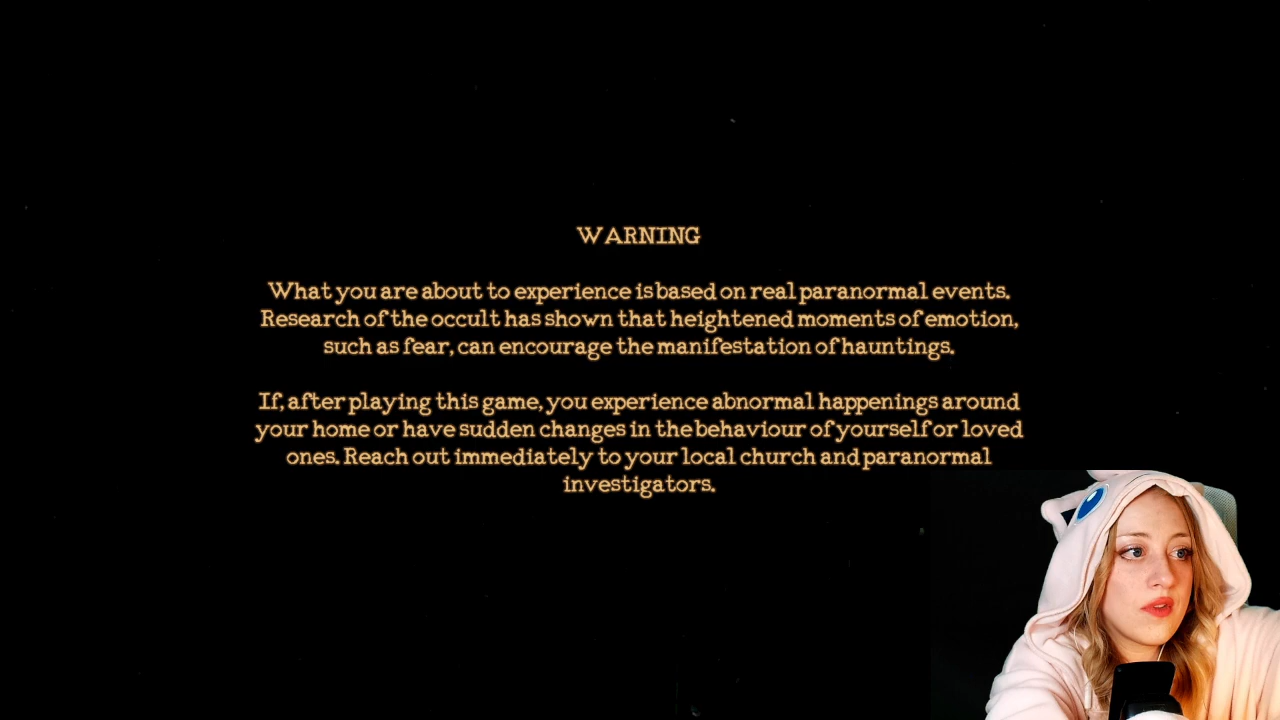 WARNING
What you are about to experience is based on real paranormal events.
Research of the occult has shown that heightened moments of emotion,
such as fear, can encourage the manifestation of hauntings.
If, after playing this game, you experience abnormal happenings around
your home or have sudden changes in the behaviour of yourself or loved
ones. Reach out immediately to your local church and paranormal
investigators.